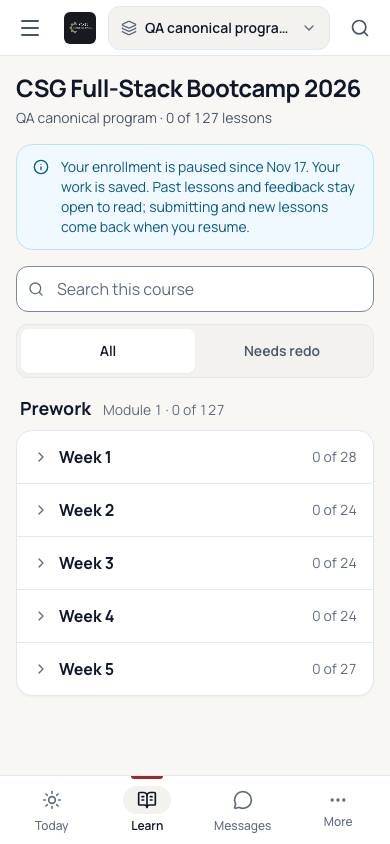 QA canonical progra...
CSG Full-Stack Bootcamp 2026
QA canonical program · 0 of 127 lessons
Your enrollment is paused since Nov 17. Your
work is saved. Past lessons and feedback stay
open to read; submitting and new lessons
come back when you resume.
Search this course
All
Needs redo
Prework Module 1 · 0 of 127
Week 1 0 of 28
Week 2 0 of 24
Week 3 0 of 24
Week 4 0 of 24
Week 5 0 of 27
Today
Learn
Messages
More